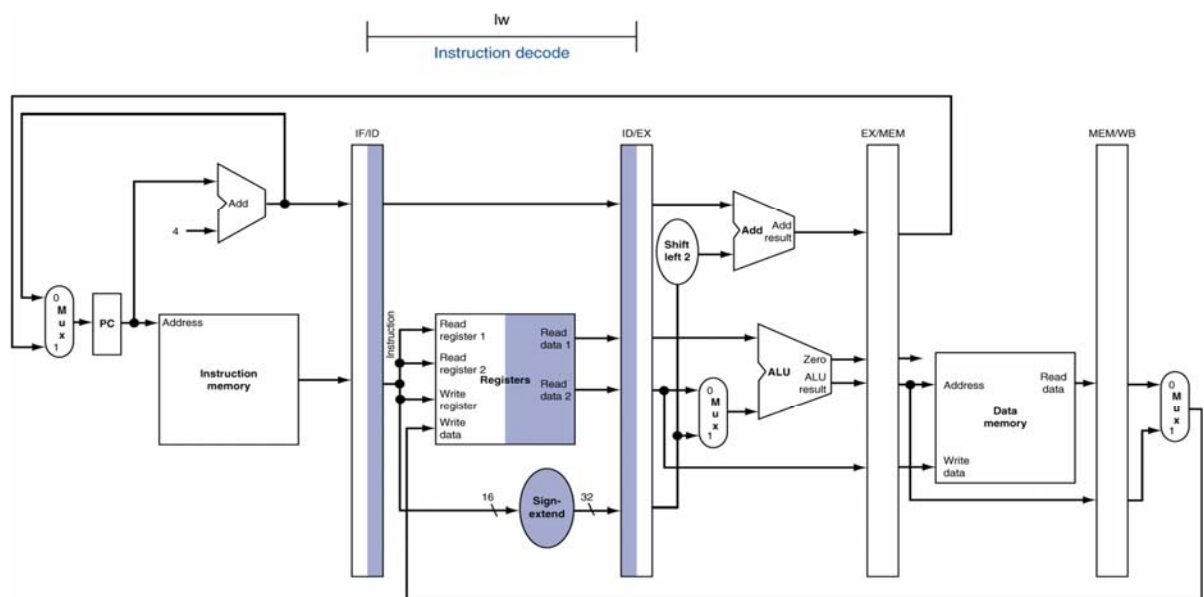 lw
Instruction decode
IF/ID
ID/EX
EX/MEM
MEM/WB
Add
4
Shift
left 2
Add
Add
result
0
M
u
x
1
PC
Address
Instruction
memory
Instruction
Read
register 1
Read
register 2
Write
register
Write
data
Registers
Read
data 1
Read
data 2
16
Sign-
extend
32
0
M
u
x
1
ALU
Zero
ALU
result
Address
Read
data
Data
memory
Write
data
0
M
u
x
1